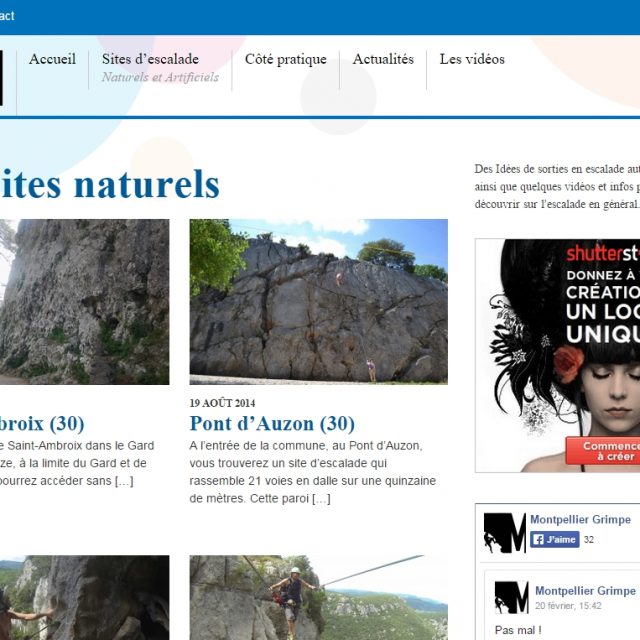 act
Accueil
Sites d'escalade
Naturels et Artificiels
Côté pratique
Actualités
Les vidéos
ites naturels
broix (30)
e Saint-Ambroix dans le Gard
ze, à la limite du Gard et de
pourrez accéder sans [...]
19 AOÛT 2014
Pont d'Auzon (30)
A l'entrée de la commune, au Pont d'Auzon,
vous trouverez un site d'escalade qui
rassemble 21 voies en dalle sur une quinzaine
de mètres. Cette paroi [...]
Des Idées de sorties en escalade aut
ainsi que quelques vidéos et infos p
découvrir sur l'escalade en général.
shutterst
DONNEZ À
CRÉATION
UN LOG
UNIQU
Commence
à créer
Montpellier Grimpe
J'aime 32
Montpellier Grimpe
20 février, 15:42
Pas mal !